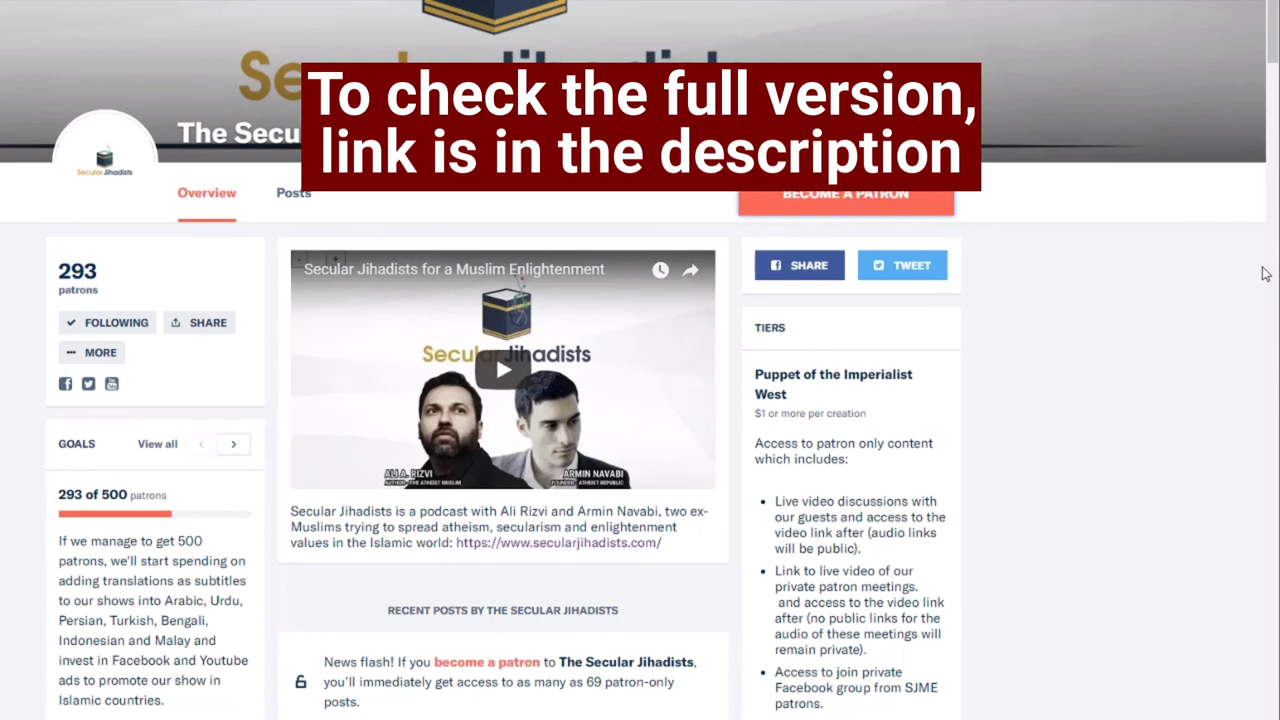 To check the full version,
link is in the description
The Secu
Secular Jihadists
Overview
Posts
BECOME A PATRON
293
patrons
FOLLOWING
SHARE
MORE
GOALS
View all
293 of 500 patrons
If we manage to get 500
patrons, we'll start spending on
adding translations as subtitles
to our shows into Arabic, Urdu,
Persian, Turkish, Bengali,
Indonesian and Malay and
invest in Facebook and Youtube
ads to promote our show in
Islamic countries.
Secular Jihadists for a Muslim Enlightenment
Secular Jihadists
ALI A. RIZVI
AUTHOR - THE ATHEIST MUSLIM
ARMIN NAVABI
FOUNDER - ATHEIST REPUBLIC
Secular Jihadists is a podcast with Ali Rizvi and Armin Navabi, two ex-
Muslims trying to spread atheism, secularism and enlightenment
values in the Islamic world: https://www.secularjihadists.com/
RECENT POSTS BY THE SECULAR JIHADISTS
News flash! If you become a patron to The Secular Jihadists,
you'll immediately get access to as many as 69 patron-only
posts.
SHARE
TWEET
TIERS
Puppet of the Imperialist
West
$1 or more per creation
Access to patron only content
which includes:
• Live video discussions with
our guests and access to the
video link after (audio links
will be public).
• Link to live video of our
private patron meetings.
and access to the video link
after (no public links for the
audio of these meetings will
remain private).
• Access to join private
Facebook group from SJME
patrons.